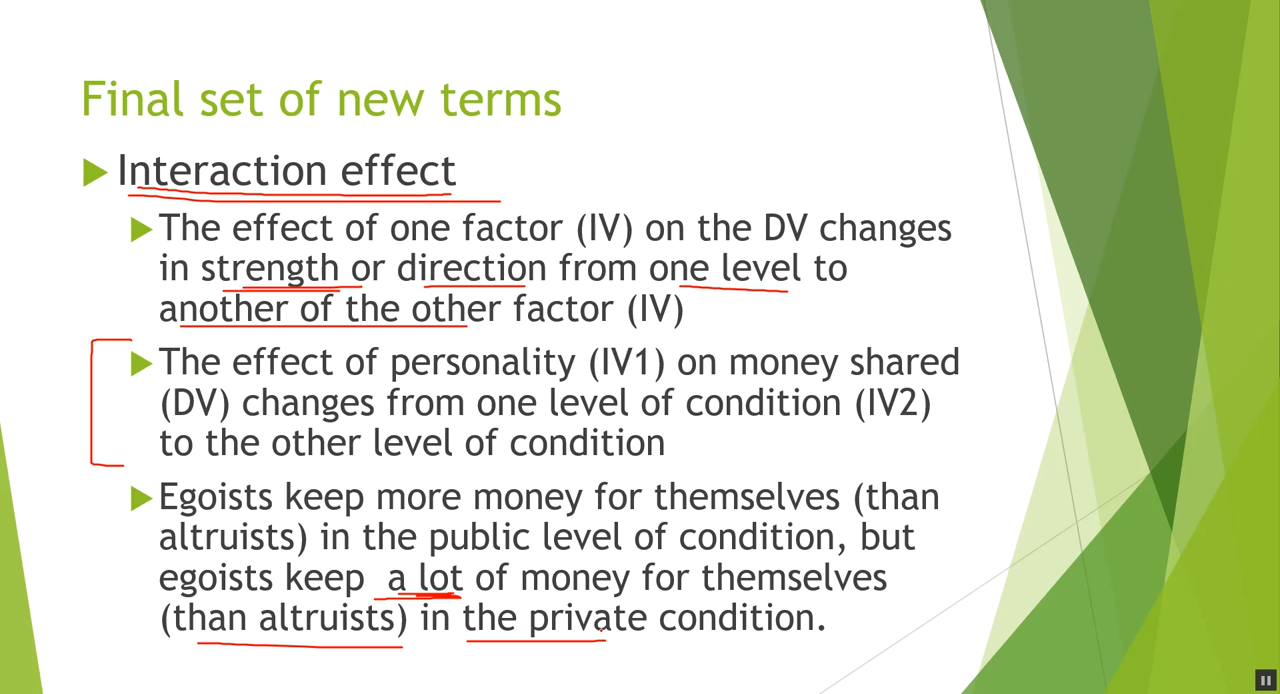 Final set of new terms
Interaction effect
The effect of one factor (IV) on the DV changes
in strength or direction from one level to
another of the other factor (IV)
The effect of personality (IV1) on money shared
(DV) changes from one level of condition (IV2)
to the other level of condition
Egoists keep more money for themselves (than
altruists) in the public level of condition, but
egoists keep a lot of money for themselves
(than altruists) in the private condition.